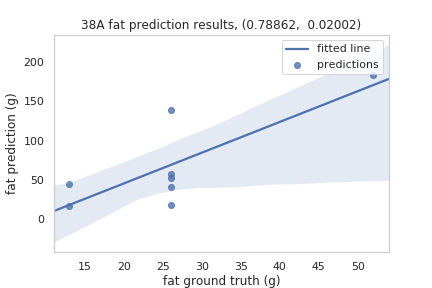 38A fat prediction results, (0.78862,  0.02002)
fitted line
predictions
fat prediction (g)
200
150
100
50
0
15 20 25 30 35 40 45 50
fat ground truth (g)